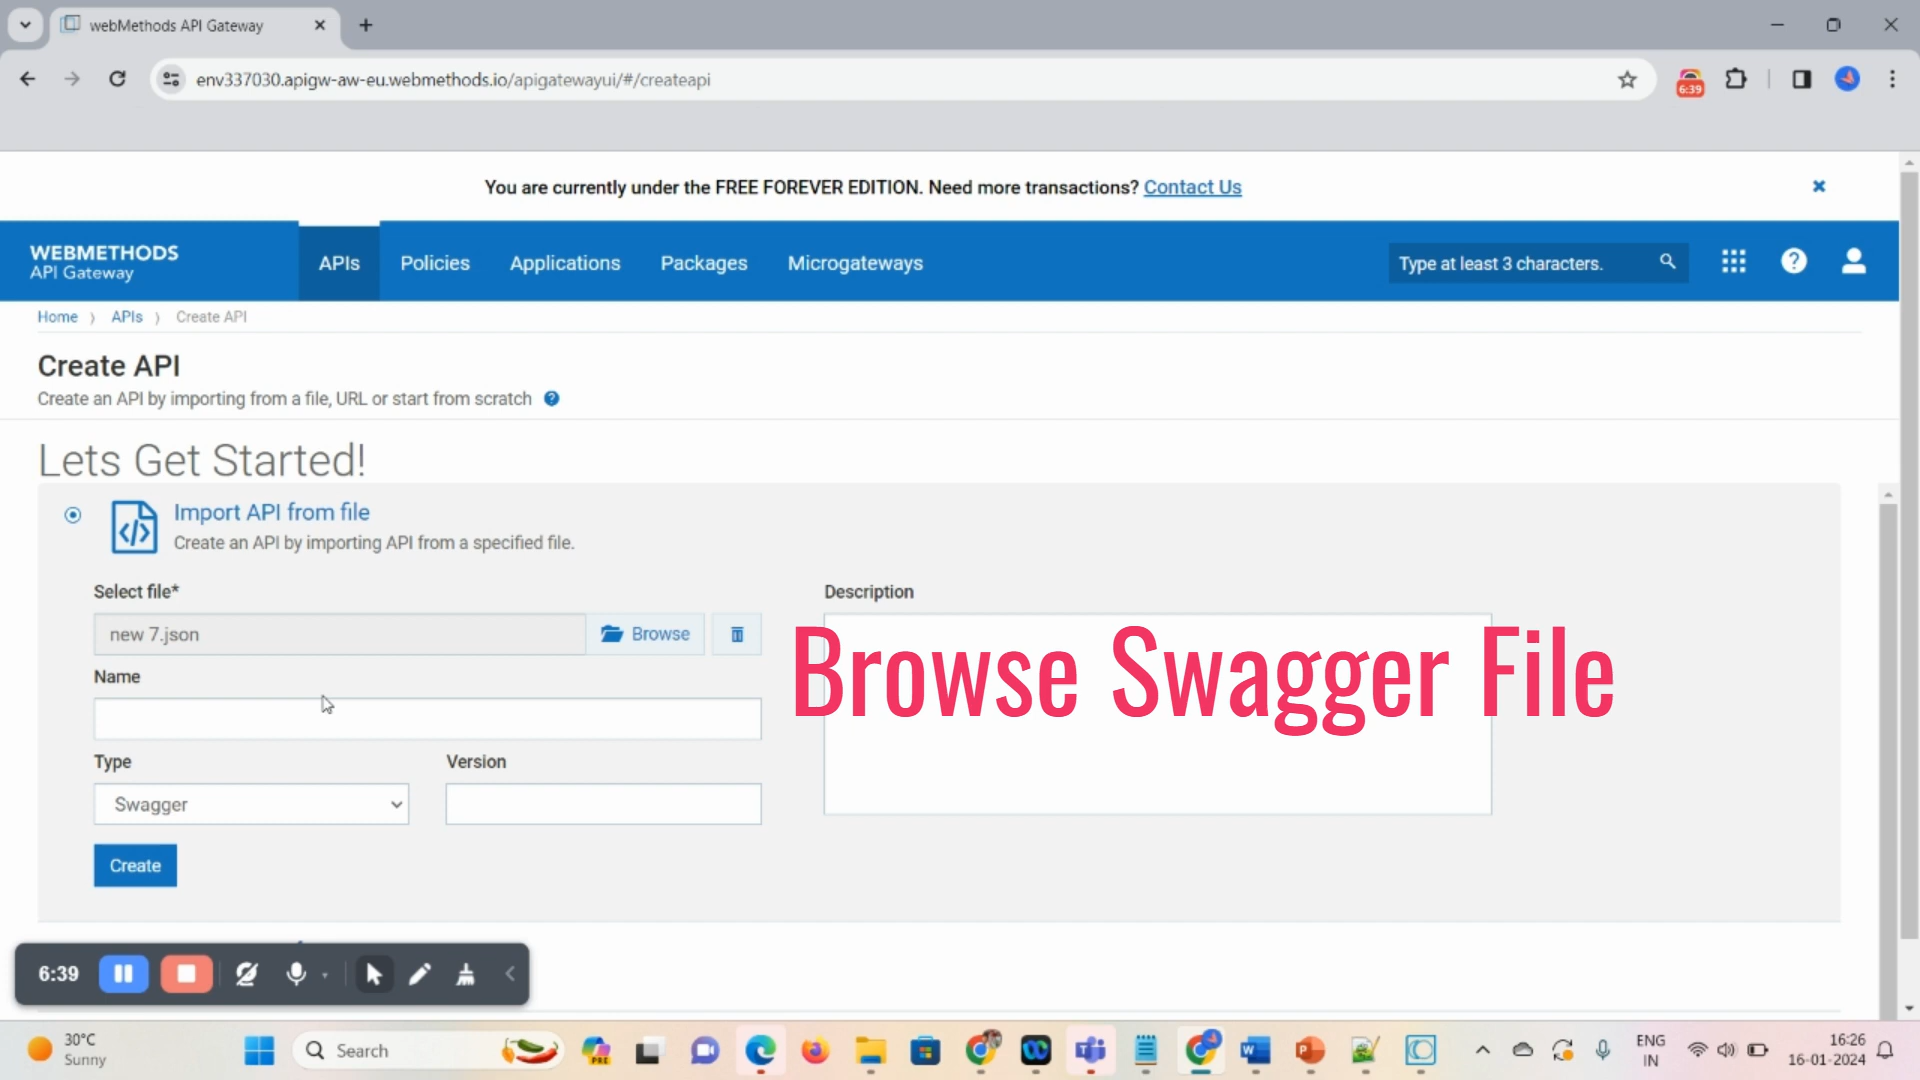 webMethods API Gateway
env337030.apigw-aw-eu.webmethods.io/apigatewayui/#/createapi
6:39
You are currently under the FREE FOREVER EDITION. Need more transactions? Contact Us
WEBMETHODS
API Gateway
APIs
Policies
Applications
Packages
Microgateways
Type at least 3 characters.
Home
APIs
Create API
Create API
Create an API by importing from a file, URL or start from scratch
Lets Get Started!
Import API from file
Create an API by importing API from a specified file.
Select file*
Description
new 7.json
Browse
Browse Swagger File
Name
Type
Version
Swagger
Create
6:39
30°C
Sunny
Search
PRE
ENG
IN
16:26
16-01-2024